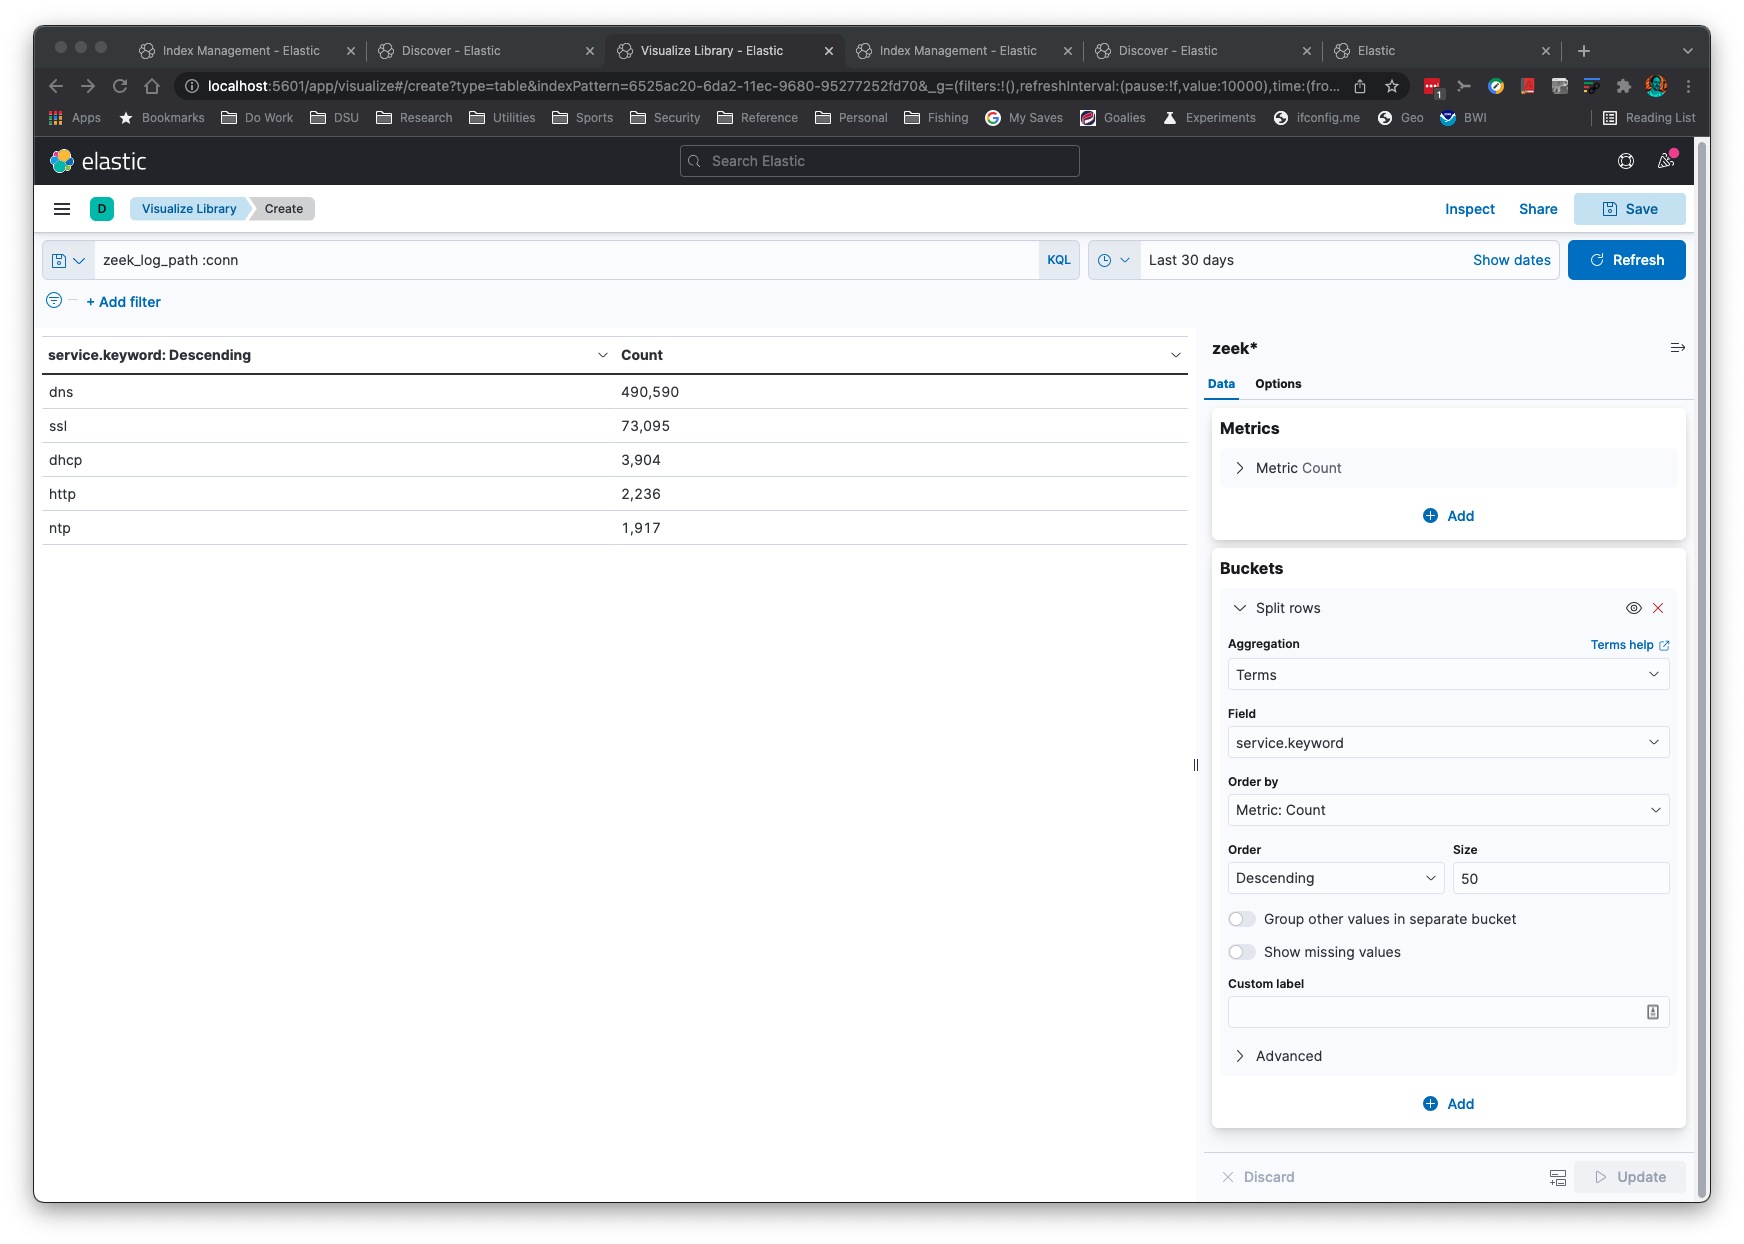 Index Management - Elastic
Discover - Elastic
Visualize Library - Elastic
Index Management - Elastic
Discover - Elastic
Elastic
localhost:5601/app/visualize#/create?type=table&indexPattern=6525ac20-6da2-11ec-9680-95277252fd70&_g=(filters:!(),refreshInterval:(pause:!f,value:10000),time:(fro...
1
Apps Bookmarks Do Work DSU Research Utilities Sports Security Reference Personal Fishing My Saves Goalies Experiments ifconfig.me Geo BWI Reading List
elastic
Search Elastic
D
Visualize Library
Create
Inspect
Share
Save
zeek_log_path :conn
KQL
Last 30 days
Show dates
Refresh
+ Add filter
service.keyword: Descending Count
dns 490,590
ssl 73,095
dhcp 3,904
http 2,236
ntp 1,917
zeek*
Data Options
Metrics
Metric Count
Add
Buckets
Split rows
Aggregation Terms help
Terms
Field
service.keyword
Order by
Metric: Count
Order Size
Descending 50
Group other values in separate bucket
Show missing values
Custom label
Advanced
Add
Discard Update